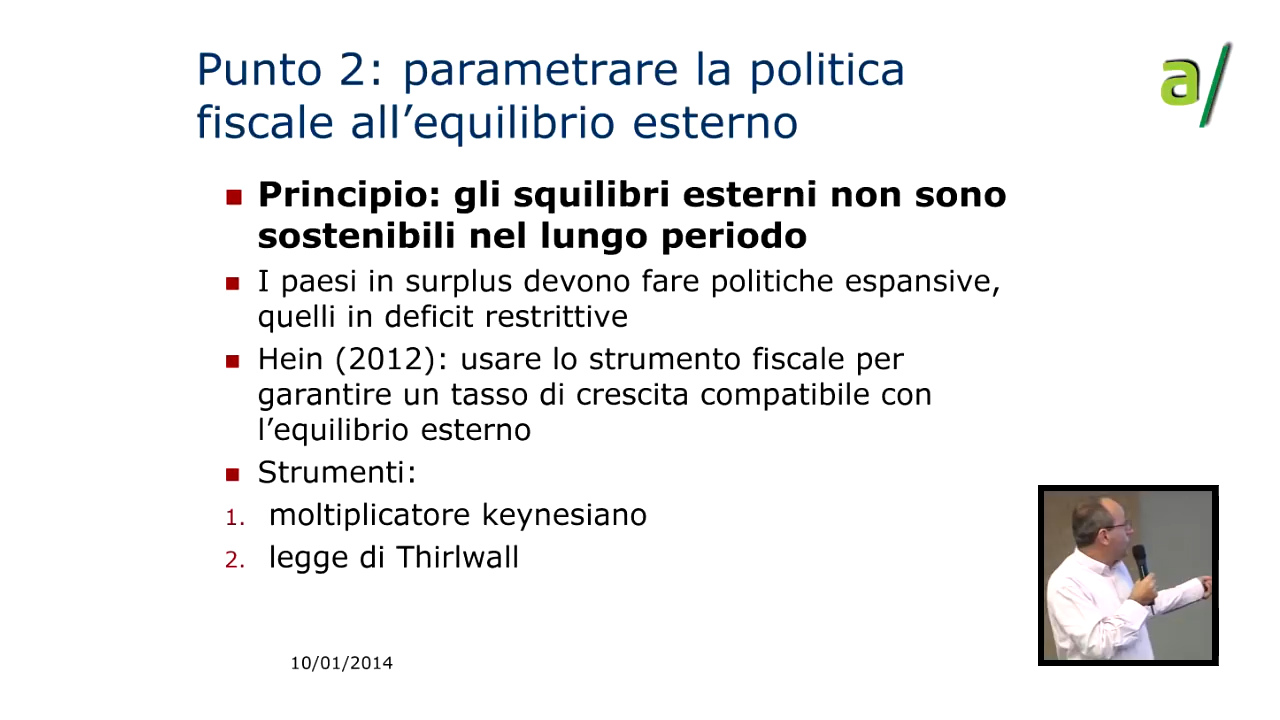 Punto 2: parametrare la politica
fiscale all’equilibrio esterno
a/
Principio: gli squilibri esterni non sono
sostenibili nel lungo periodo
I paesi in surplus devono fare politiche espansive,
quelli in deficit restrittive
Hein (2012): usare lo strumento fiscale per
garantire un tasso di crescita compatibile con
l’equilibrio esterno
Strumenti:
1. moltiplicatore keynesiano
2. legge di Thirlwall
10/01/2014